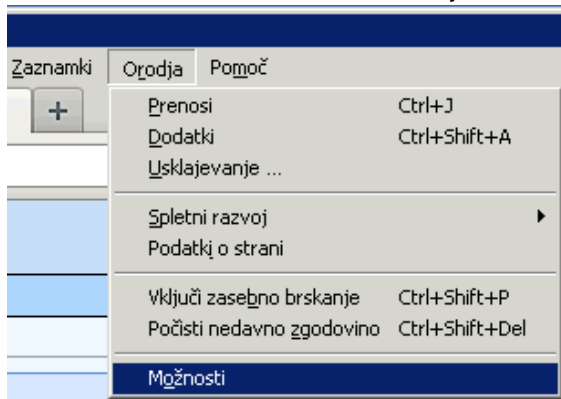 Zaznamki Orodja Pomoč
+
Prenosi Ctrl+J
Dodatki Ctrl+Shift+A
Usklajevanje ...
Spletni razvoj
Podatki o strani
Vključi zasebno brskanje Ctrl+Shift+P
Počisti nedavno zgodovino Ctrl+Shift+Del
Možnosti